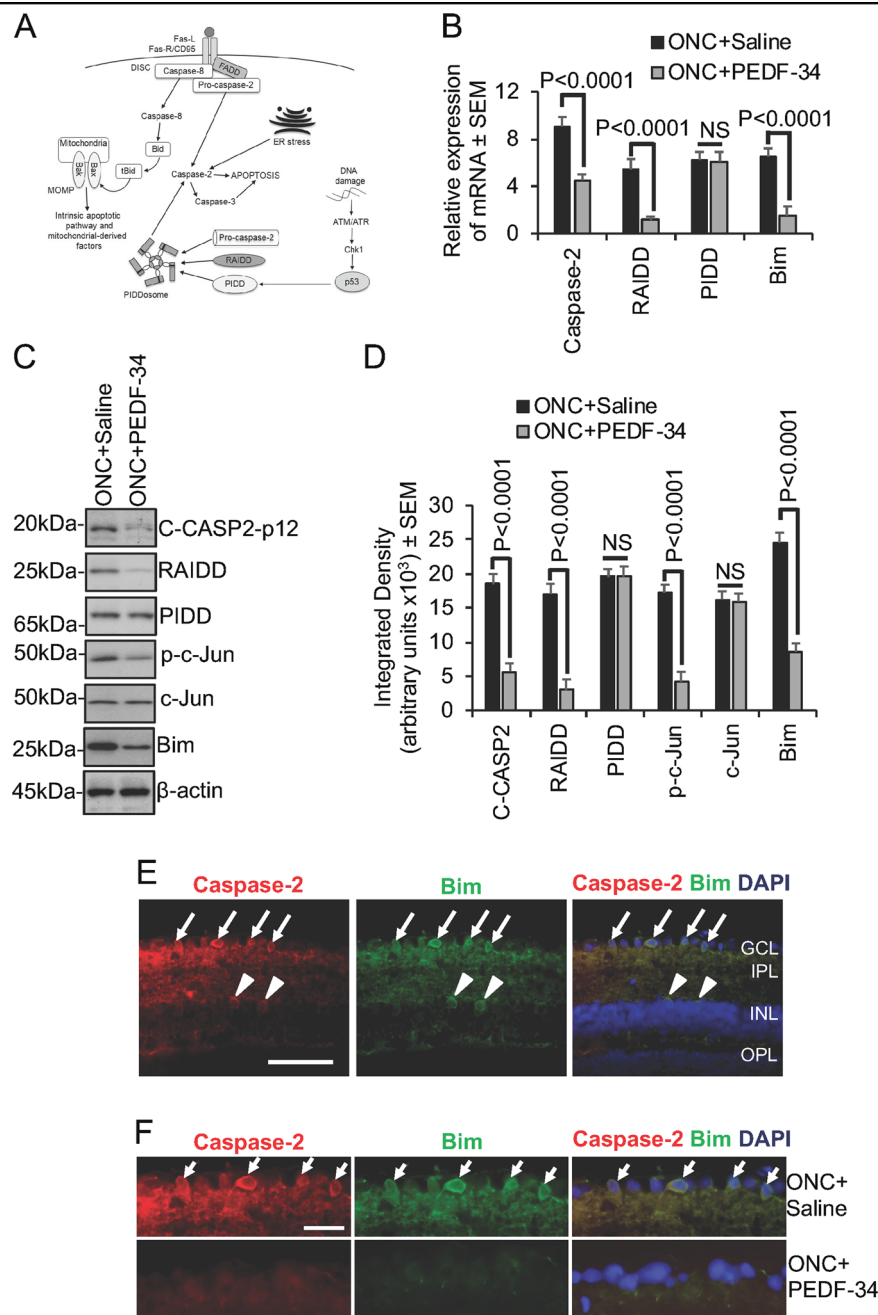 A
Fas-L
Fas-R/CD95
DISC
Caspase-8
FADD
Pro-caspase-2
Caspase-8
Mitochondria
Bid
ER stress
Bak
Bax
tBid
MOMP
Caspase-2
APOPTOSIS
Caspase-3
DNA
damage
Intrinsic apoptotic
pathway and
mitochondrial-derived
factors
ATM/ATR
Pro-caspase-2
Chk1
RAIDD
PIDD
p53
PIDDosome
B
ONC+Saline
ONC+PEDF-34
Relative expression
of mRNA ± SEM
12
8
4
0
P<0.0001
P<0.0001
NS
P<0.0001
Caspase-2
RAIDD
PIDD
Bim
C
ONC+Saline
ONC+PEDF-34
20kDa-
C-CASP2-p12
25kDa-
RAIDD
65kDa-
PIDD
50kDa-
p-c-Jun
50kDa-
c-Jun
25kDa-
Bim
45kDa-
β-actin
D
ONC+Saline
ONC+PEDF-34
Integrated Density
(arbitrary units x10³) ± SEM
30
25
20
15
10
5
0
P<0.0001
P<0.0001
NS
P<0.0001
NS
P<0.0001
C-CASP2
RAIDD
PIDD
p-c-Jun
c-Jun
Bim
E
Caspase-2
Bim
Caspase-2 Bim DAPI
GCL
IPL
INL
OPL
F
Caspase-2
Bim
Caspase-2 Bim DAPI
ONC+
Saline
ONC+
PEDF-34